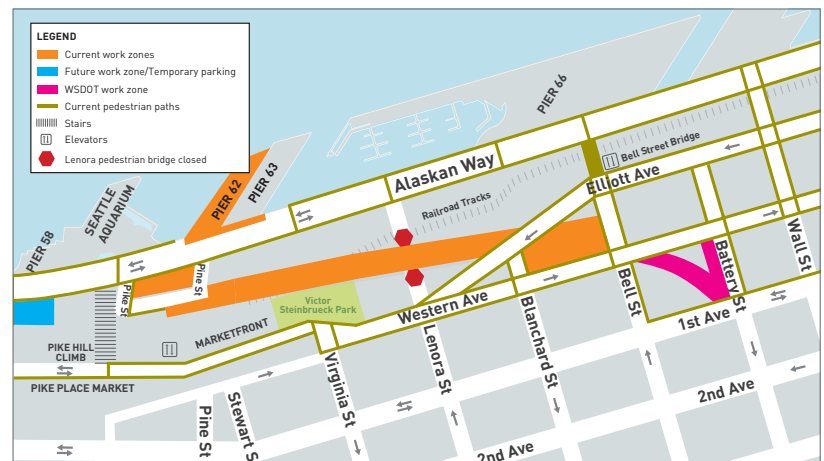 LEGEND
Current work zones
Future work zone/Temporary parking
WSDOT work zone
Current pedestrian paths
Stairs
Elevators
Lenora pedestrian bridge closed
PIER 66
PIER 62
PIER 63
SEATTLE
AQUARIUM
PIER 58
Alaskan Way
Bell Street Bridge
Elliott Ave
Railroad Tracks
Pine St
Pike St
Victor
Steinbrueck Park
Western Ave
MARKETFRONT
PIKE HILL
CLIMB
PIKE PLACE MARKET
Wall St
Battery St
Bell St
1st Ave
Blanchard St
Lenora St
Virginia St
Stewart S
Pine St
2nd Ave
2nd Ave